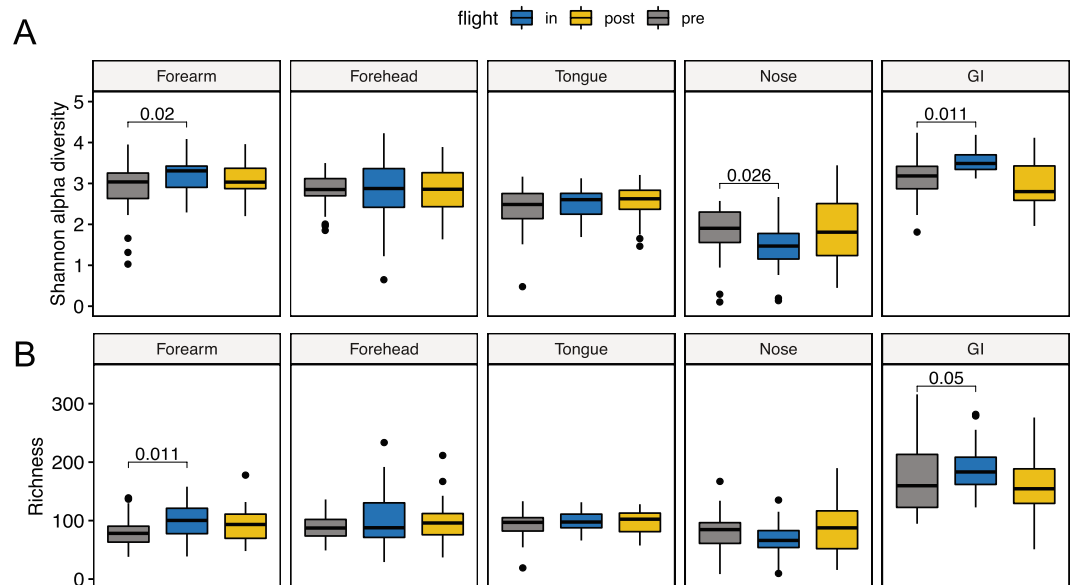 flight in post pre
A
Forearm Forehead Tongue Nose GI
Shannon alpha diversity
5
4
3
2
1
0
0.02
0.026
0.011
B
Forearm Forehead Tongue Nose GI
Richness
300
200
100
0
0.011
0.05